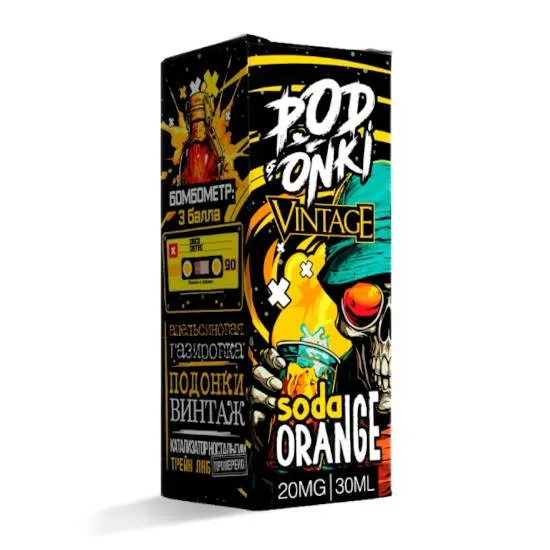 БОМБОМЕТР:
3 балла
90
апельсиновая
газировка
ПОДОНКИ
ВИНТАЖ
КАТАЛИЗАТОР НОСТАЛЬГИИ
ТРЕЙН ЛАБ ПРОВЕРЕНО
POD
ONKI
VINTAGE
soda
ORANGE
ICE
20MG|30ML